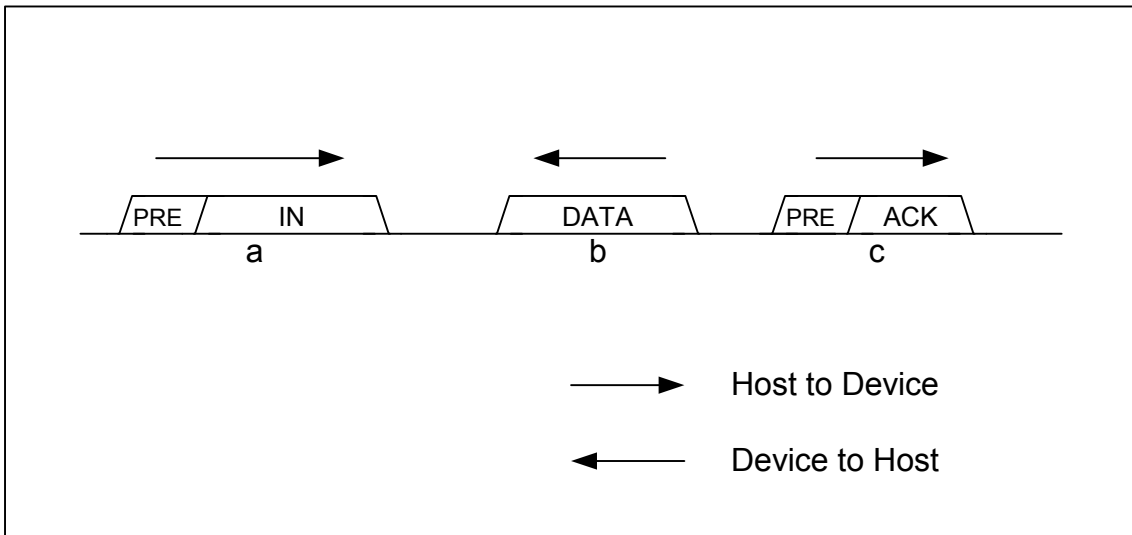 PRE IN DATA PRE ACK
a b c
Host to Device
Device to Host